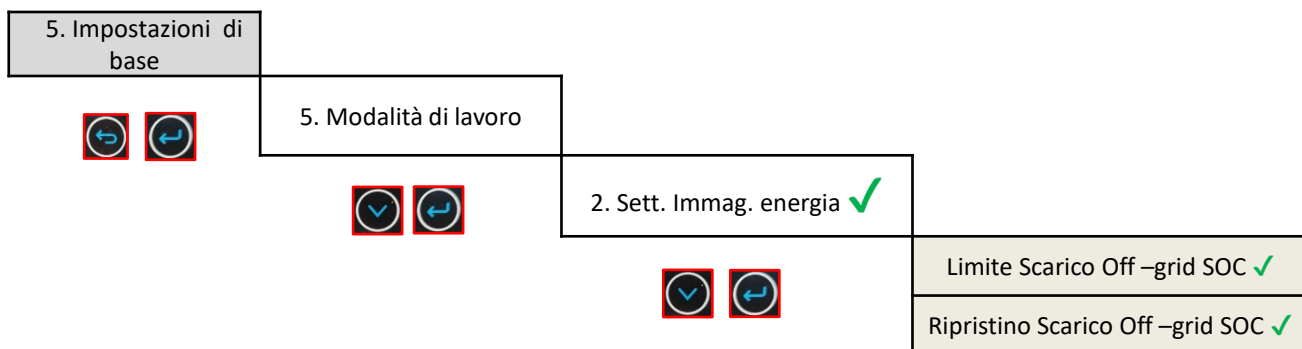 5. Impostazioni di
base
5. Modalità di lavoro
2. Sett. Immag. energia ✓
Limite Scarico Off –grid SOC ✓
Ripristino Scarico Off –grid SOC ✓